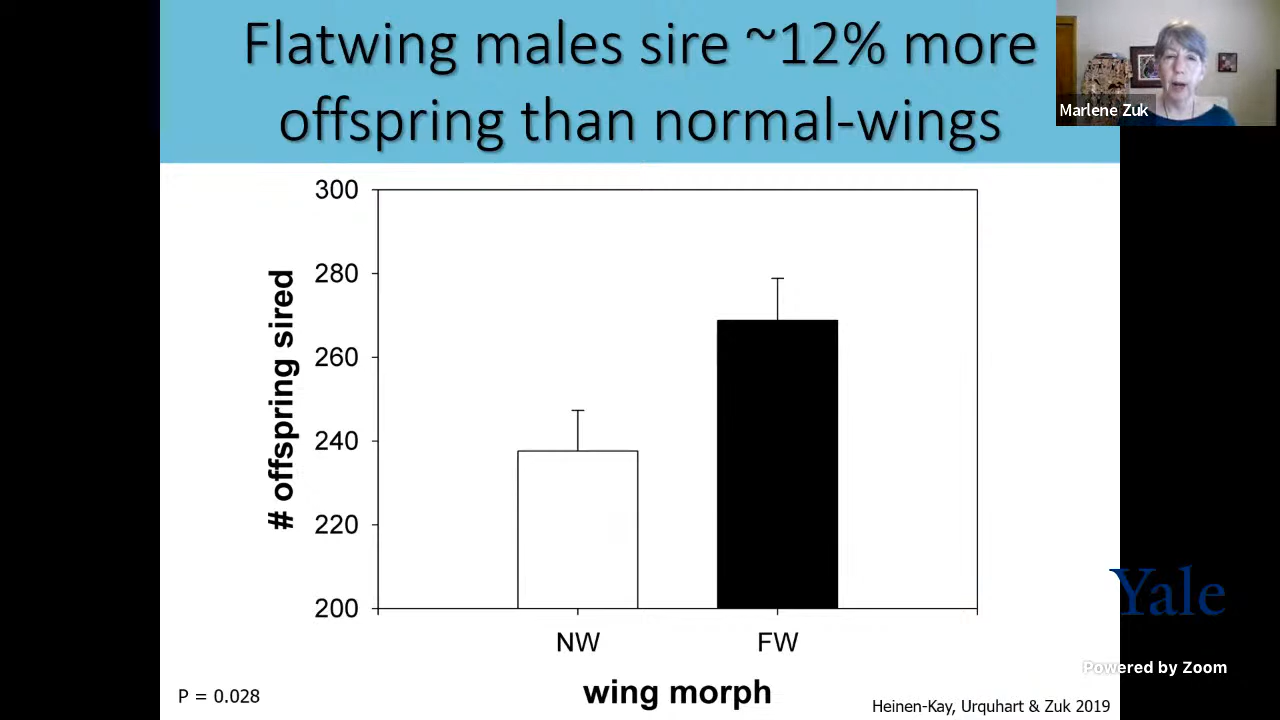 Flatwing males sire ~12% more
offspring than normal-wings
Marlene Zuk
300
280
260
240
220
200
# offspring sired
NW
FW
wing morph
P = 0.028
Heinen-Kay, Urquhart & Zuk 2019
Yale
Powered by Zoom